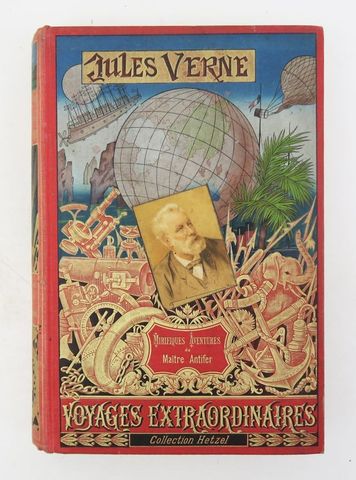 JULES VERNE
MIRIFIQUES AVENTURES
de
Maître Antifer
VOYAGES EXTRAORDINAIRES
Collection Hetzel